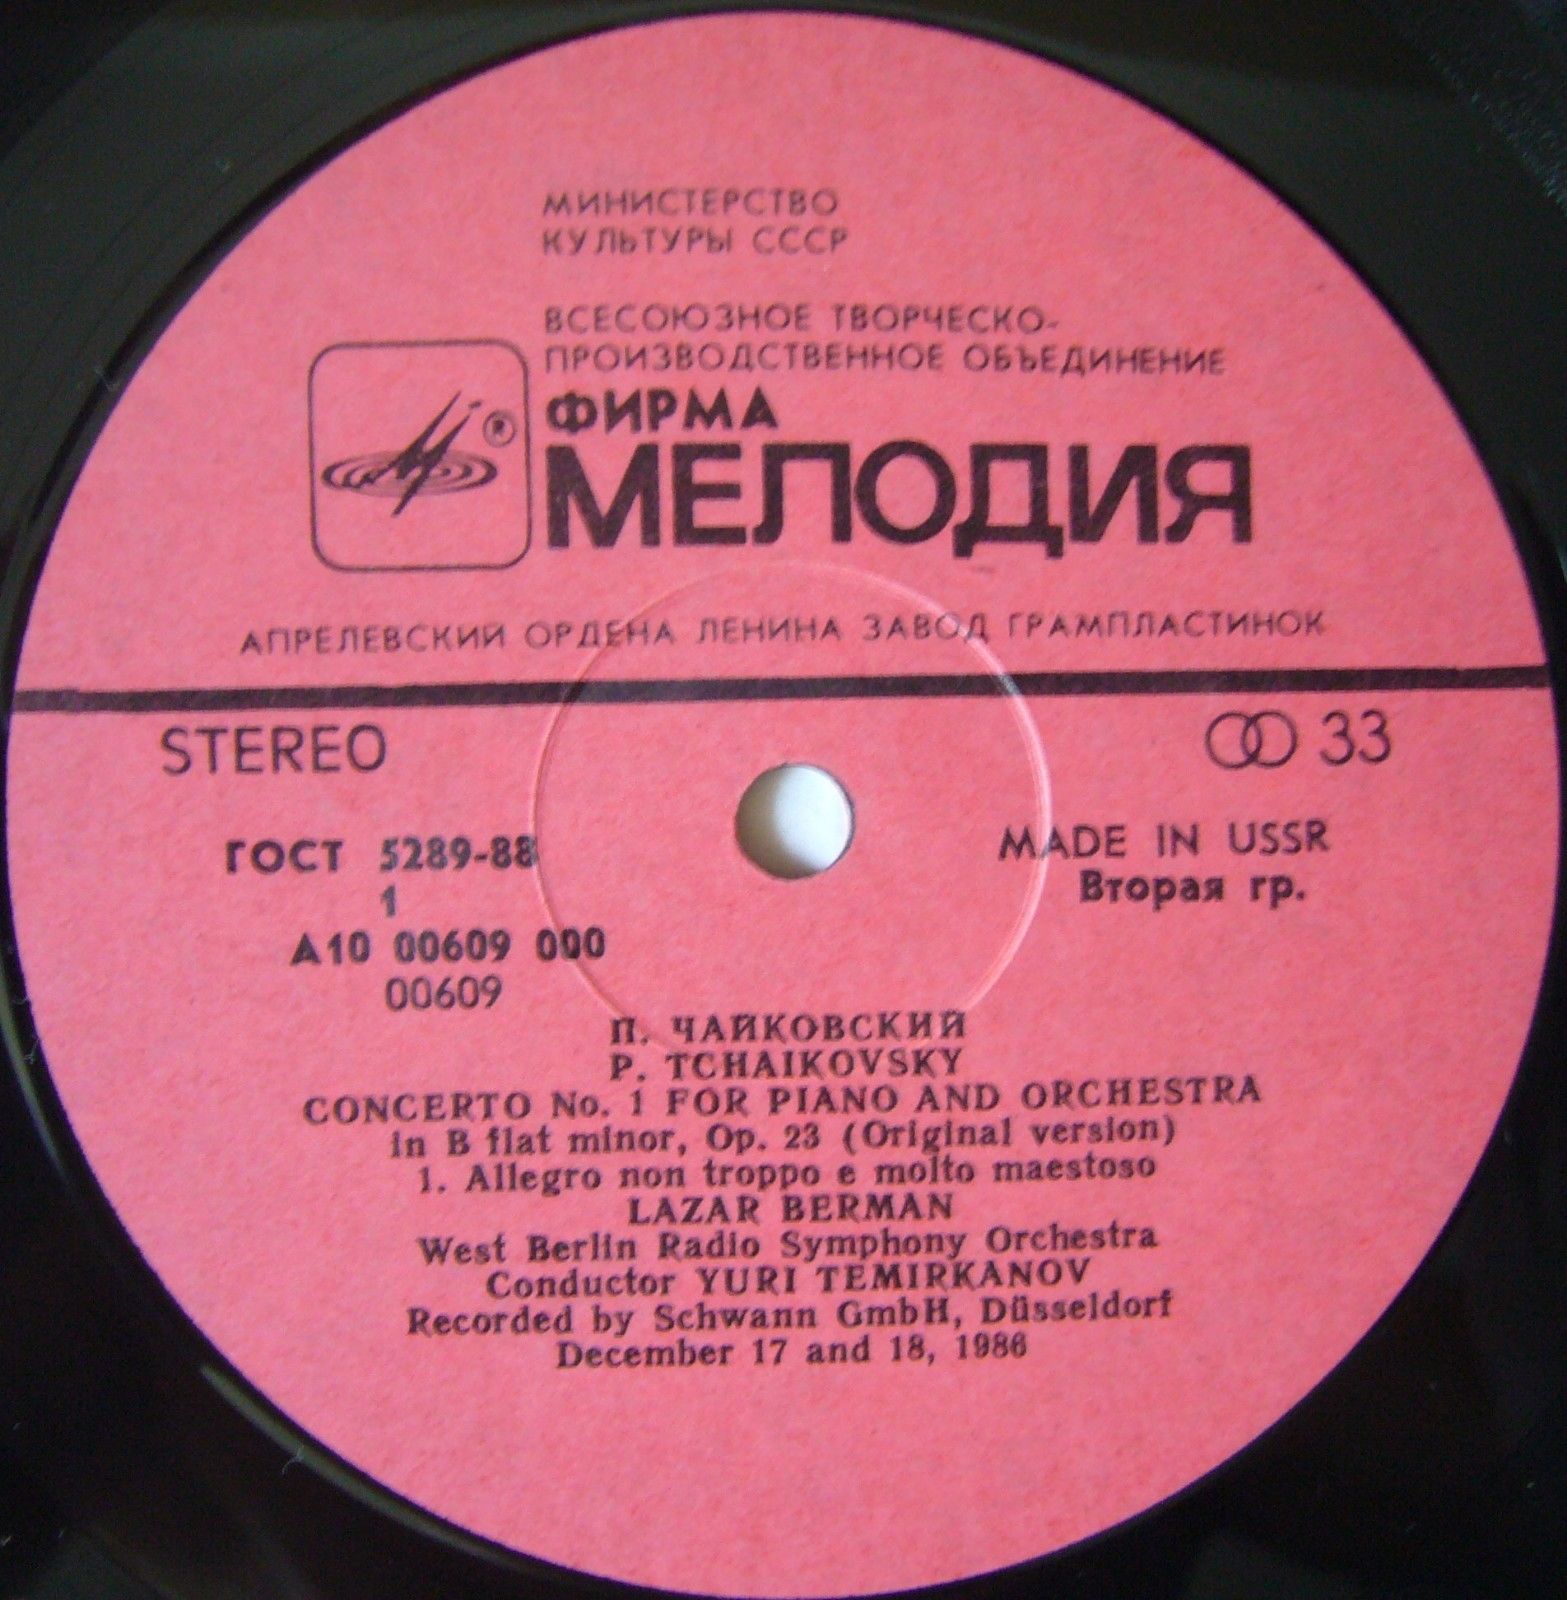 МИНИСТЕРСТВО
КУЛЬТУРЫ СССР
ВСЕСОЮЗНОЕ ТВОРЧЕСКО-
ПРОИЗВОДСТВЕННОЕ ОБЪЕДИНЕНИЕ
®
ФИРМА
МЕЛОДИЯ
АПРЕЛЕВСКИЙ ОРДЕНА ЛЕНИНА ЗАВОД ГРАМПЛАСТИНОК
STEREO
33
ГОСТ 5289-88
1
А10 00609 000
00609
MADE IN USSR
Вторая гр.
П. ЧАЙКОВСКИЙ
P. TCHAIKOVSKY
CONCERTO No. 1 FOR PIANO AND ORCHESTRA
in B flat minor, Op. 23 (Original version)
1. Allegro non troppo e molto maestoso
LAZAR BERMAN
West Berlin Radio Symphony Orchestra
Conductor YURI TEMIRKANOV
Recorded by Schwann GmbH, Düsseldorf
December 17 and 18, 1986